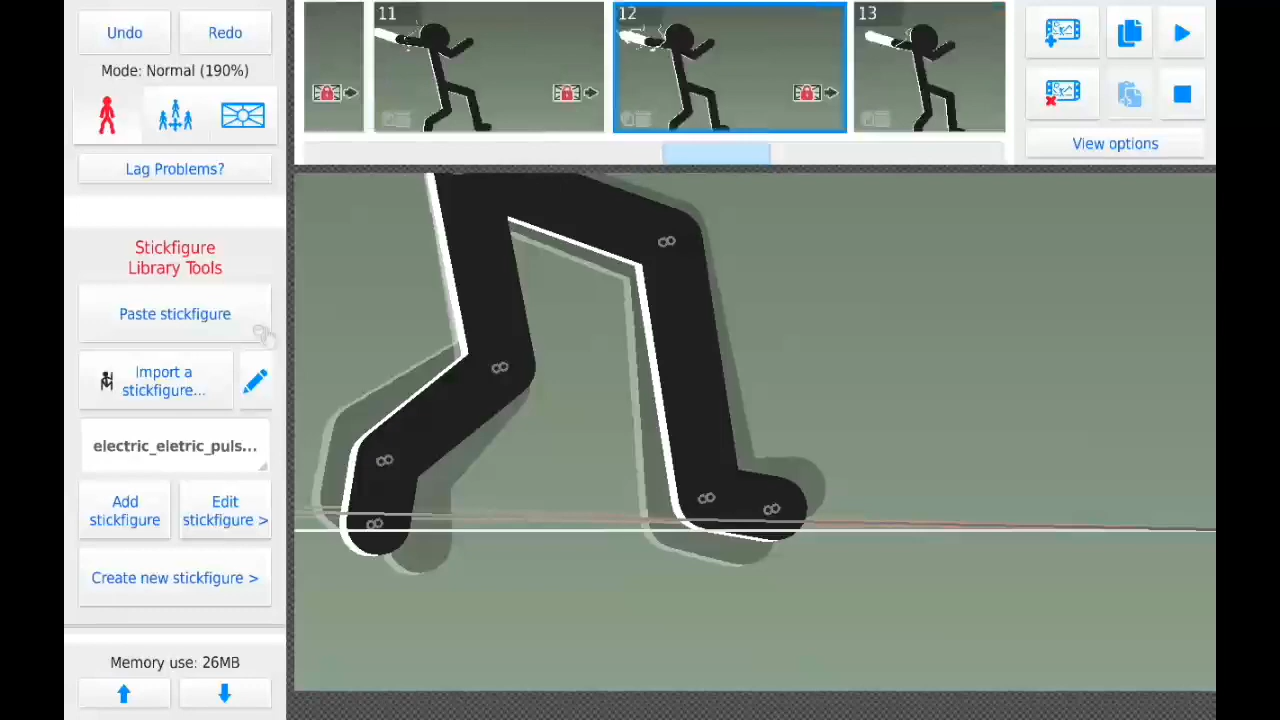 Undo
Redo
Mode: Normal (190%)
Lag Problems?
Stickfigure
Library Tools
Paste stickfigure
Import a
stickfigure...
electric_eletric_puls...
Add
stickfigure
Edit
stickfigure >
Create new stickfigure >
Memory use: 26MB
11
12
13
View options